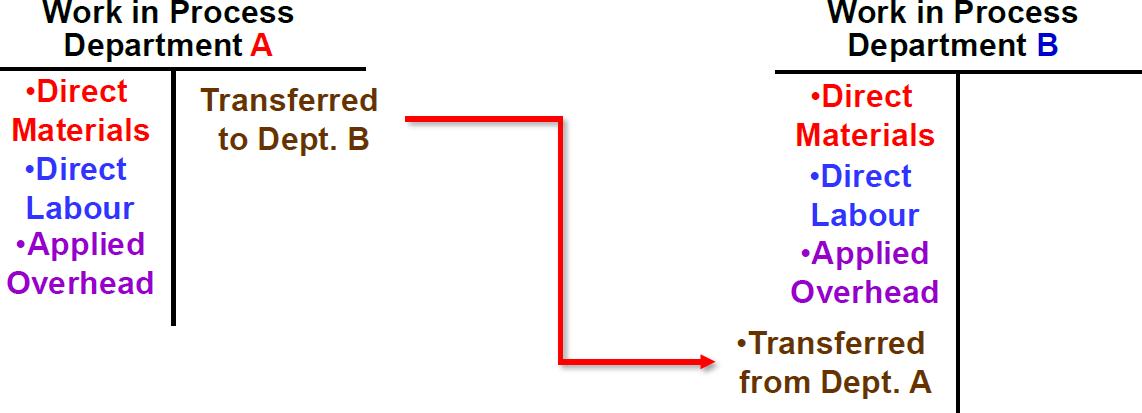 Work in Process
Department A
•Direct
Materials
•Direct
Labour
•Applied
Overhead
Transferred
to Dept. B
Work in Process
Department B
•Direct
Materials
•Direct
Labour
•Applied
Overhead
•Transferred
from Dept. A